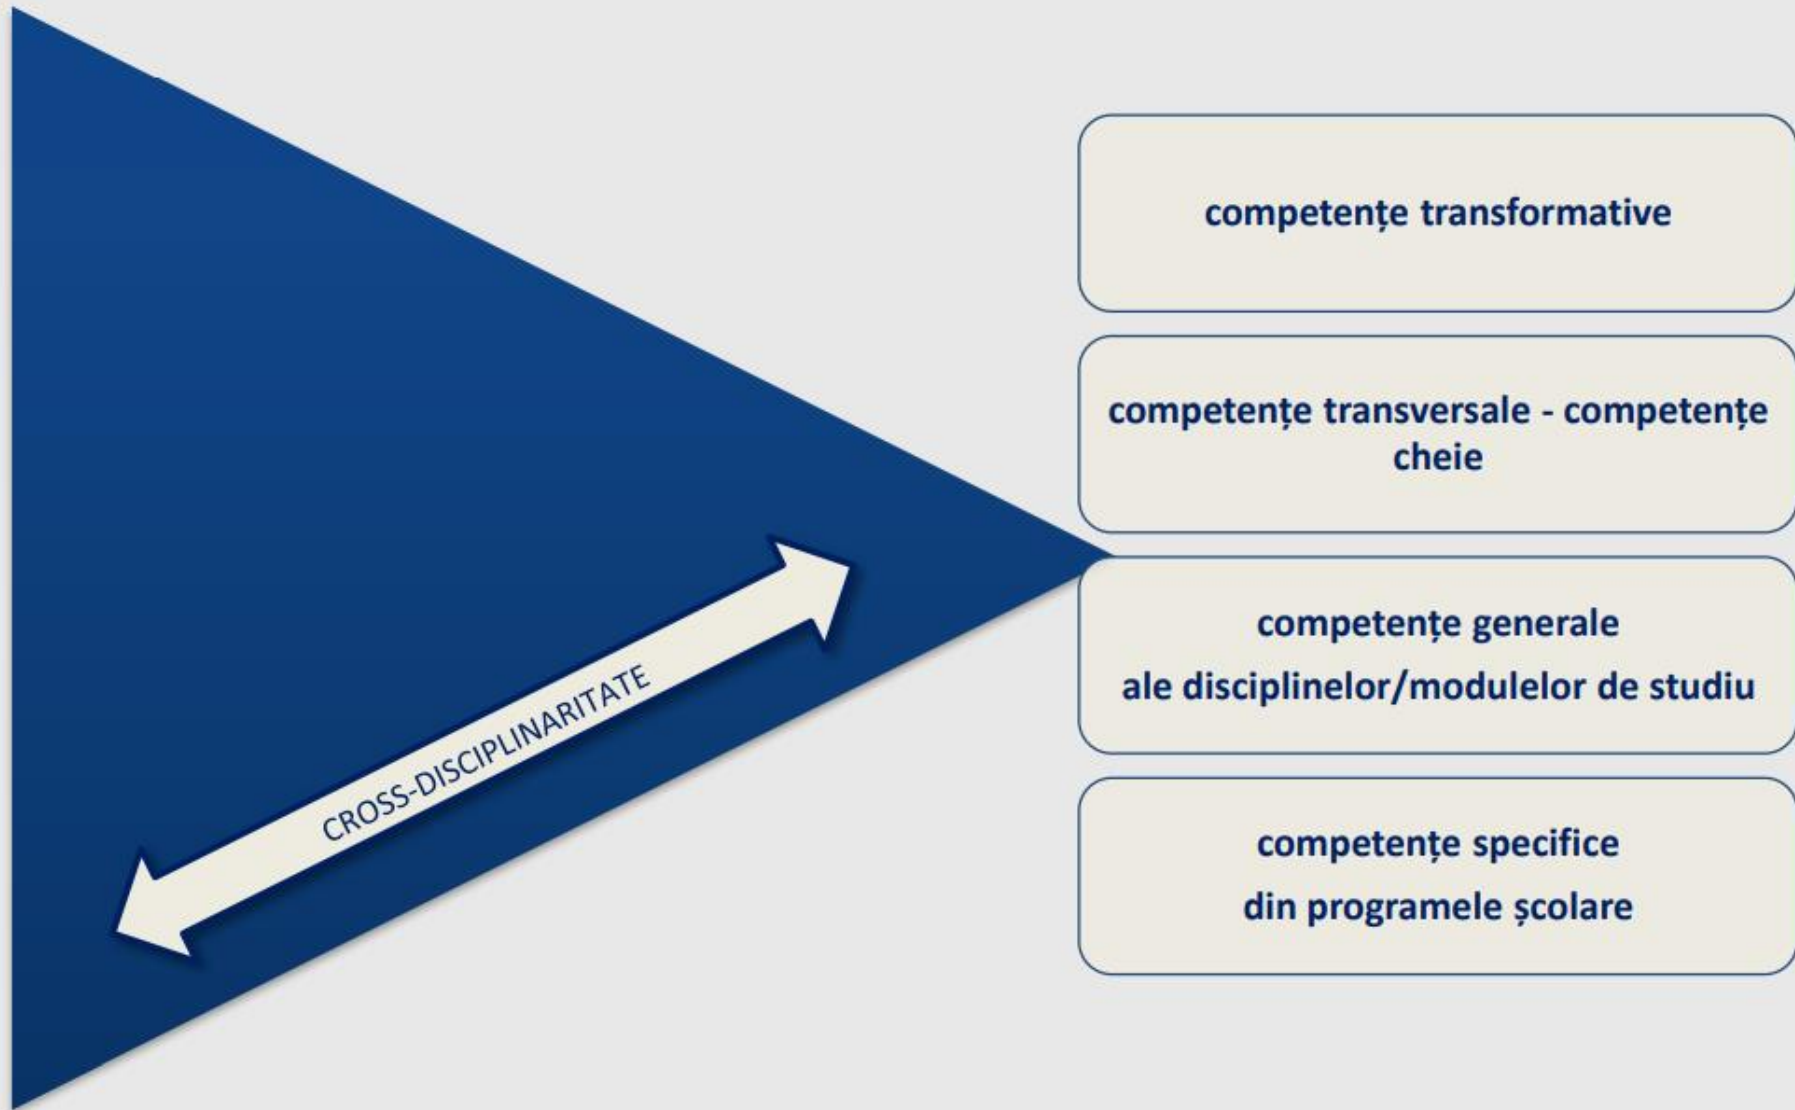 competențe transformative
competențe transversale - competențe
cheie
competențe generale
ale disciplinelor/modulelor de studiu
CROSS-DISCIPLINARITATE
competențe specifice
din programele școlare